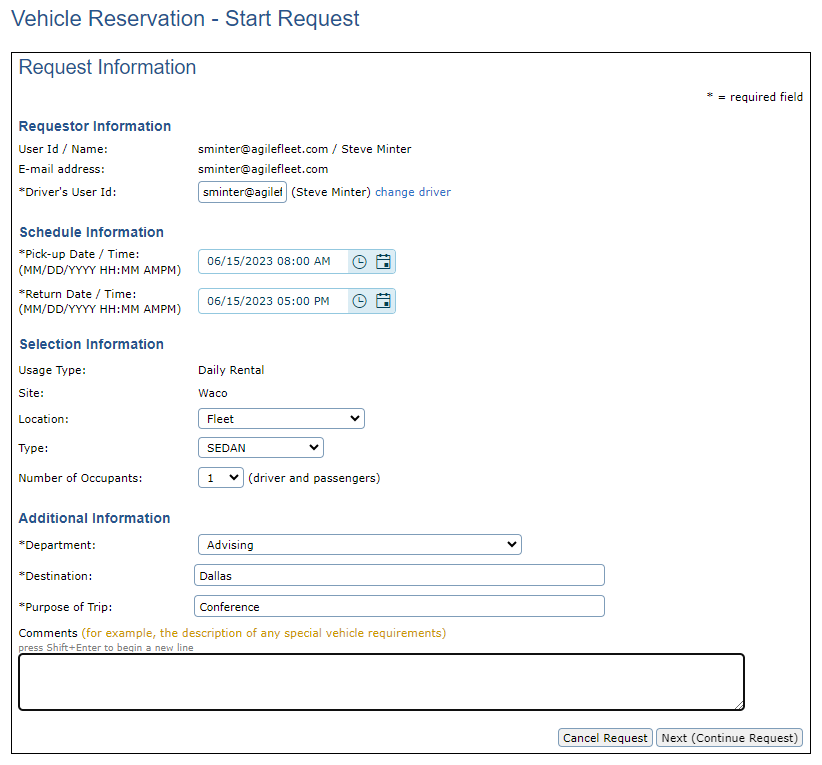 Vehicle Reservation - Start Request
Request Information
* = required field
Requestor Information
User Id / Name: sminter@agilefleet.com / Steve Minter
E-mail address: sminter@agilefleet.com
*Driver's User Id: sminter@agilef (Steve Minter) change driver
Schedule Information
*Pick-up Date / Time: 06/15/2023 08:00 AM
(MM/DD/YYYY HH:MM AMPM)
*Return Date / Time: 06/15/2023 05:00 PM
(MM/DD/YYYY HH:MM AMPM)
Selection Information
Usage Type: Daily Rental
Site: Waco
Location: Fleet
Type: SEDAN
Number of Occupants: 1 (driver and passengers)
Additional Information
*Department: Advising
*Destination: Dallas
*Purpose of Trip: Conference
Comments (for example, the description of any special vehicle requirements)
press Shift+Enter to begin a new line
Cancel Request Next (Continue Request)